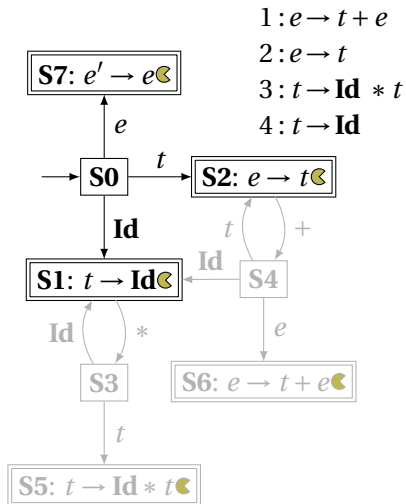 1 : e → t + e
2 : e → t
3 : t → Id ∗ t
4 : t → Id
S7: e′ → e
e
t
S0
S2: e → t
Id
t
+
Id
S1: t → Id
S4
Id
∗
e
S3
S6: e → t + e
t
S5: t → Id ∗ t